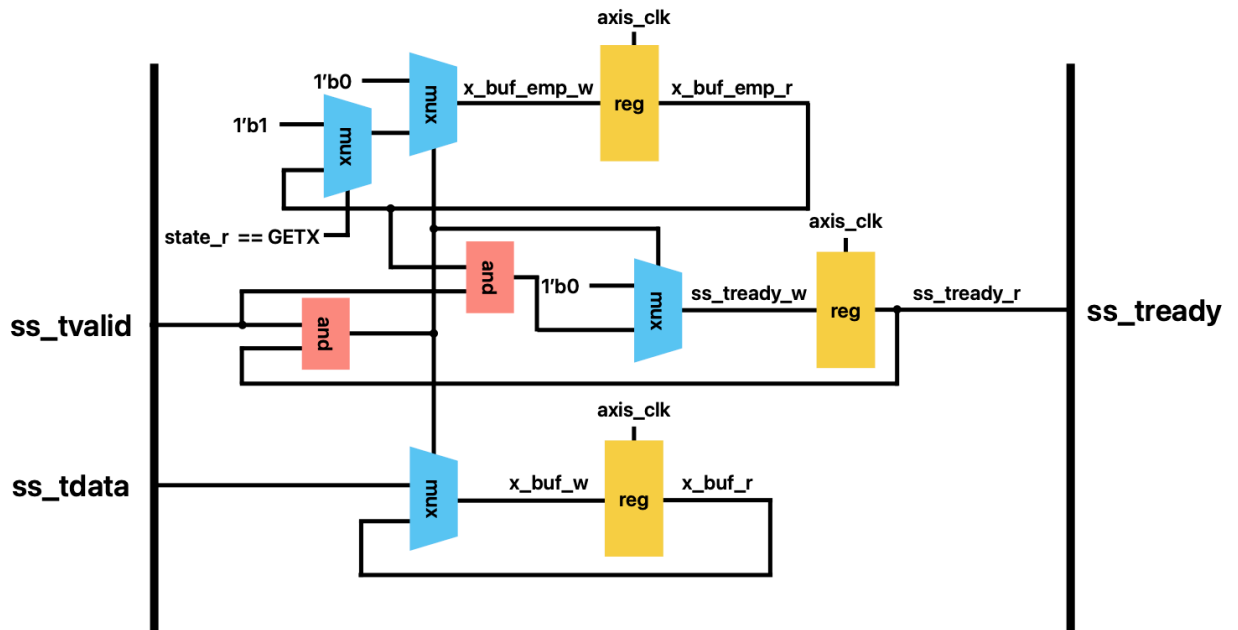 axis_clk
1'b0
mux
x_buf_emp_w
reg
x_buf_emp_r
1'b1
mux
axis_clk
state_r == GETX
and
1'b0
mux
ss_tready_w
reg
ss_tready_r
ss_tvalid
and
ss_tready
axis_clk
ss_tdata
mux
x_buf_w
reg
x_buf_r